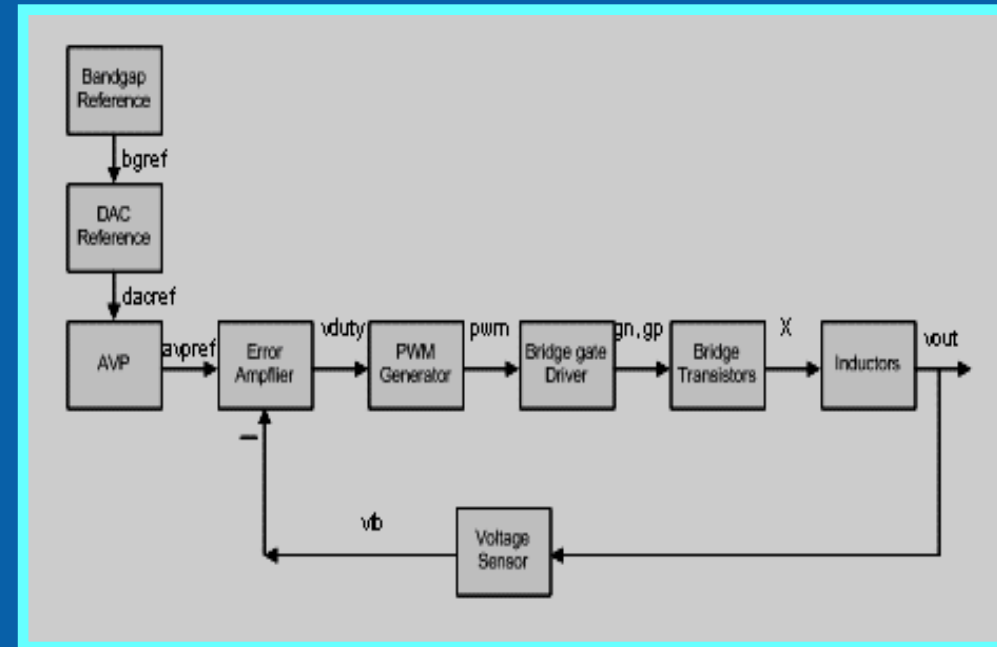 Bandgap
Reference
bgref
DAC
Reference
dacref
AVP
avpref
Error
Ampflier
vduty
PWM
Generator
pwm
Bridge gate
Driver
gn,gp
Bridge
Transistors
X
Inductors
vout
vfb
Voltage
Sensor